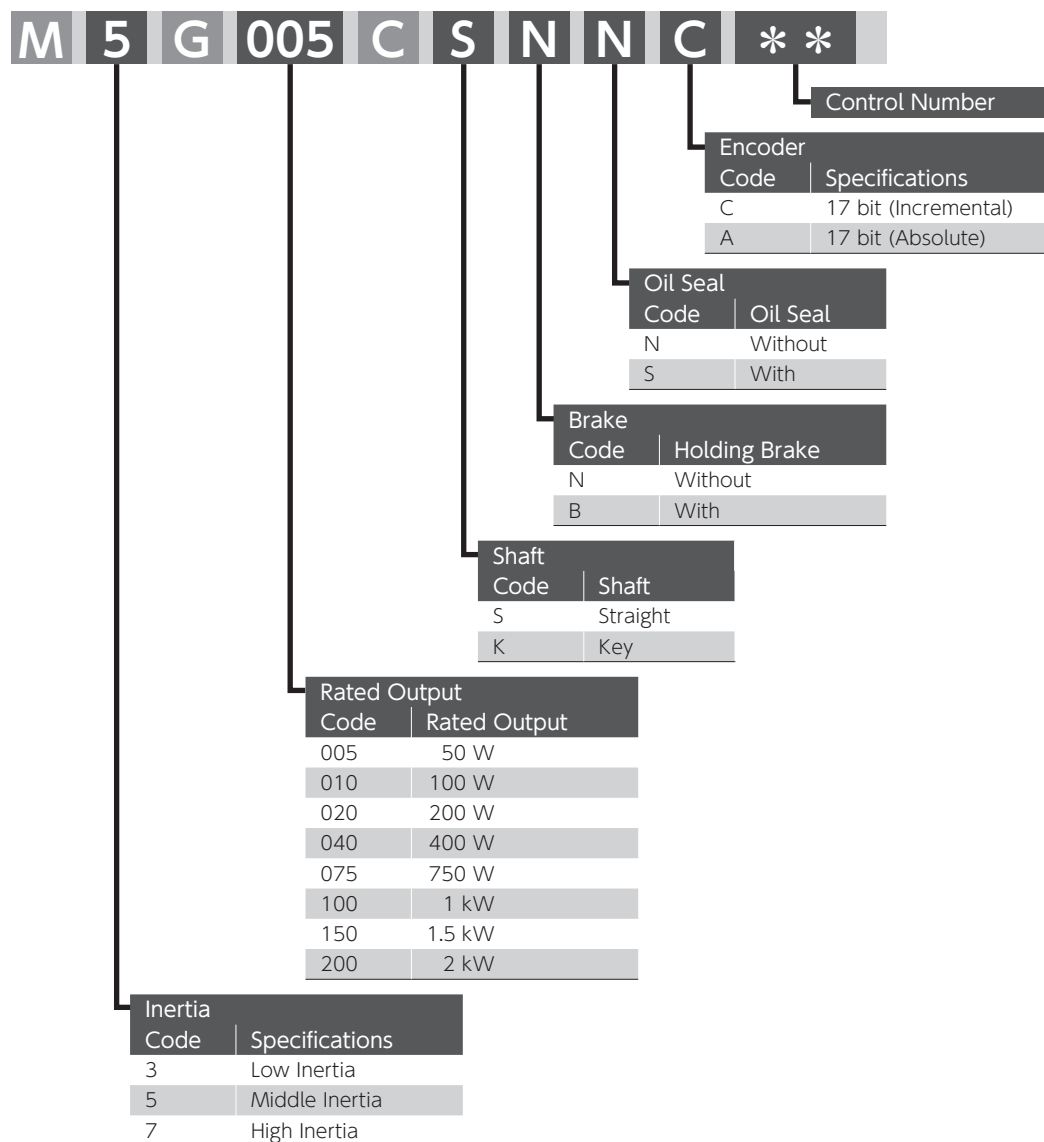 M 5 G 005 C S N N C **
Control Number
Encoder
Code Specifications
C 17 bit (Incremental)
A 17 bit (Absolute)
Oil Seal
Code Oil Seal
N Without
S With
Brake
Code Holding Brake
N Without
B With
Shaft
Code Shaft
S Straight
K Key
Rated Output
Code Rated Output
005 50 W
010 100 W
020 200 W
040 400 W
075 750 W
100 1 kW
150 1.5 kW
200 2 kW
Inertia
Code Specifications
3 Low Inertia
5 Middle Inertia
7 High Inertia